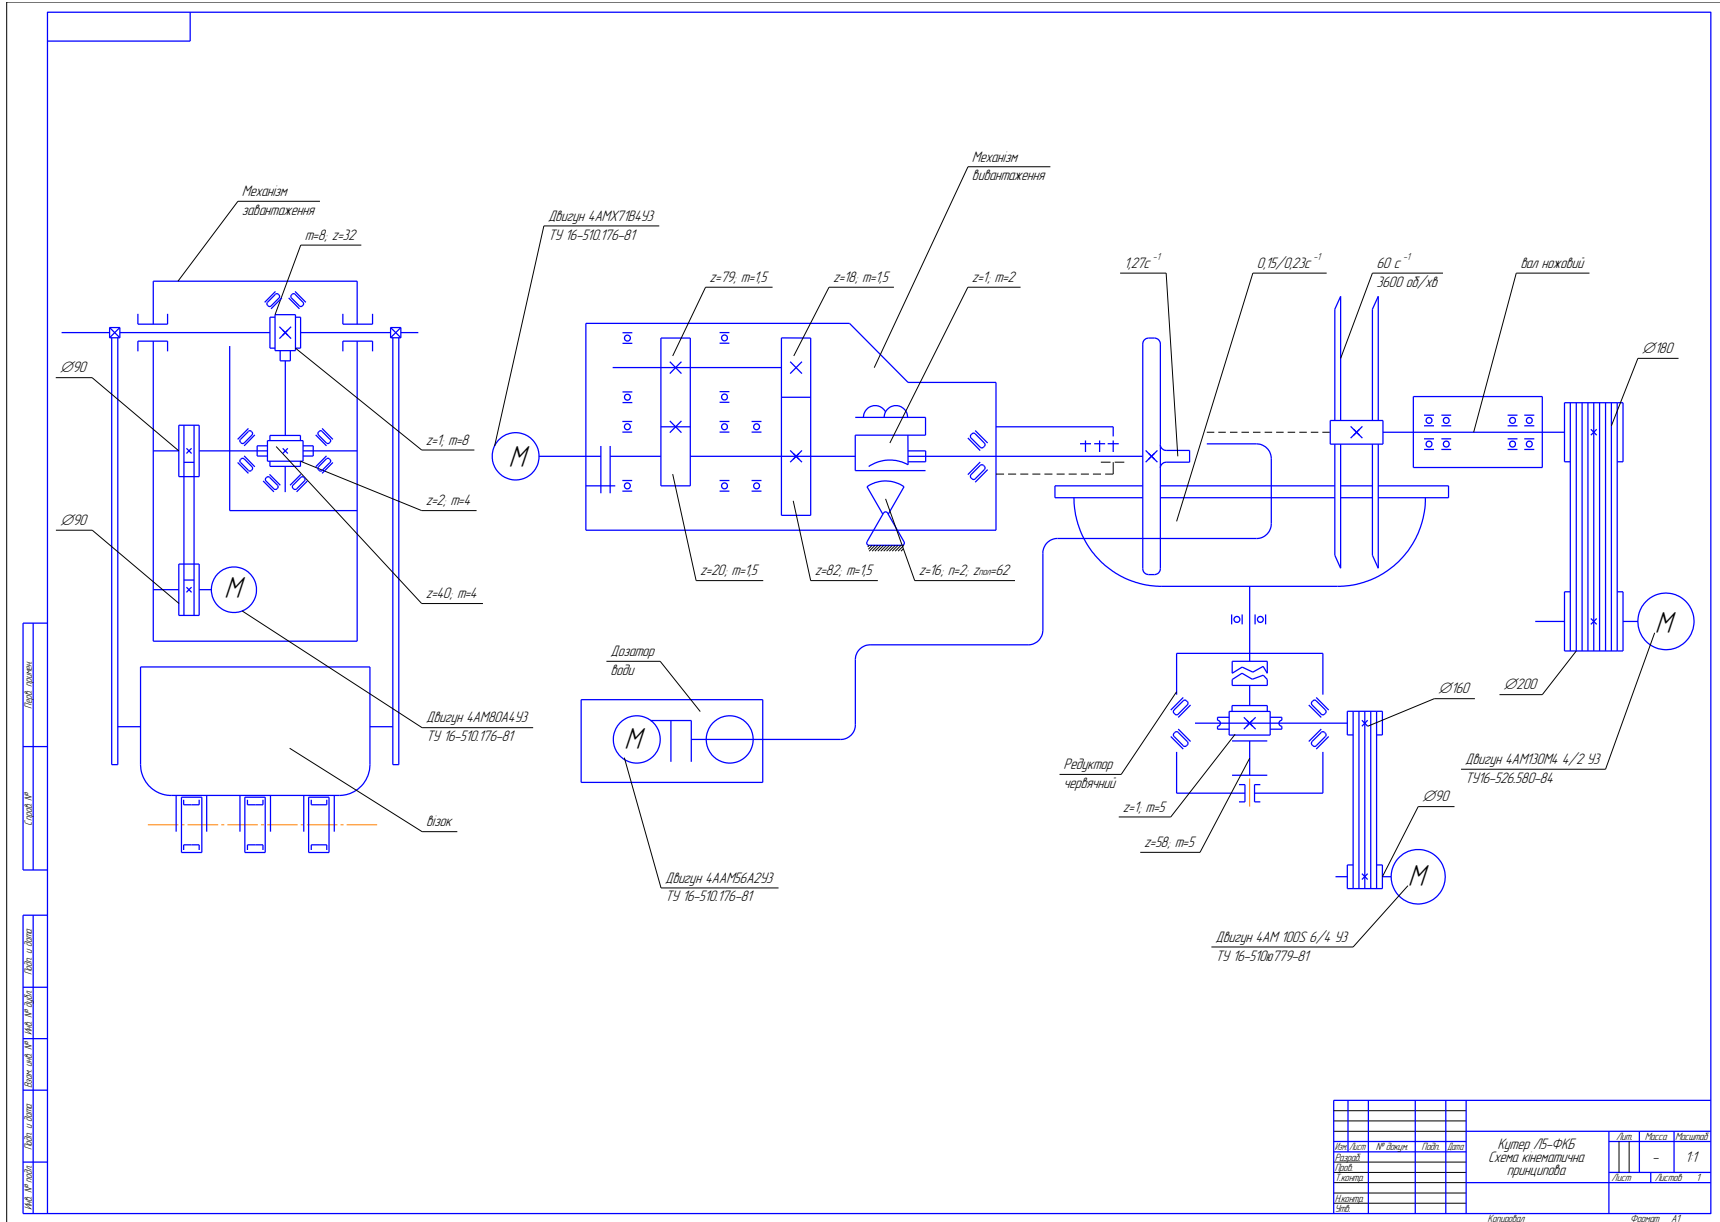 Механізм
завантаження
m=8; z=32
Ø90
z=1; m=8
z=2; m=4
Ø90
z=40; m=4
M
Двигун 4АМ80А4У3
ТУ 16-510.176-81
візок
Двигун 4АМХ71В4У3
ТУ 16-510.176-81
M
z=79, m=1,5
z=18; m=1,5
z=1; m=2
Механізм
вивантаження
z=20; m=1,5
z=82; m=1,5
z=16; n=2; zпол=62
Дозатор
води
M
Двигун 4ААМ56А2У3
ТУ 16-510.176-81
1,27с⁻¹
0,15/0,23с⁻¹
60 с⁻¹
3600 об/хв
вал ножовий
Ø180
Ø200
M
Двигун 4АМ130М4 4/2 У3
ТУ16-526.580-84
Ø160
Ø90
Редуктор
червячний
z=1; m=5
z=58; m=5
M
Двигун 4АМ 100S 6/4 У3
ТУ 16-510ю779-81
Перв. примен.
Справ. №
Подп. и дата
Инв. № дубл.
Взам. инв. №
Подп. и дата
Инв. № подл.
Изм. Лист № докум. Подп. Дата
Разраб.
Пров.
Т.контр.
Н.контр.
Утв.
Кутер Л5-ФКБ
Схема кінематична
принципова
Лит. Масса Масштаб
– 1:1
Лист Листов 1
Копировал Формат А1